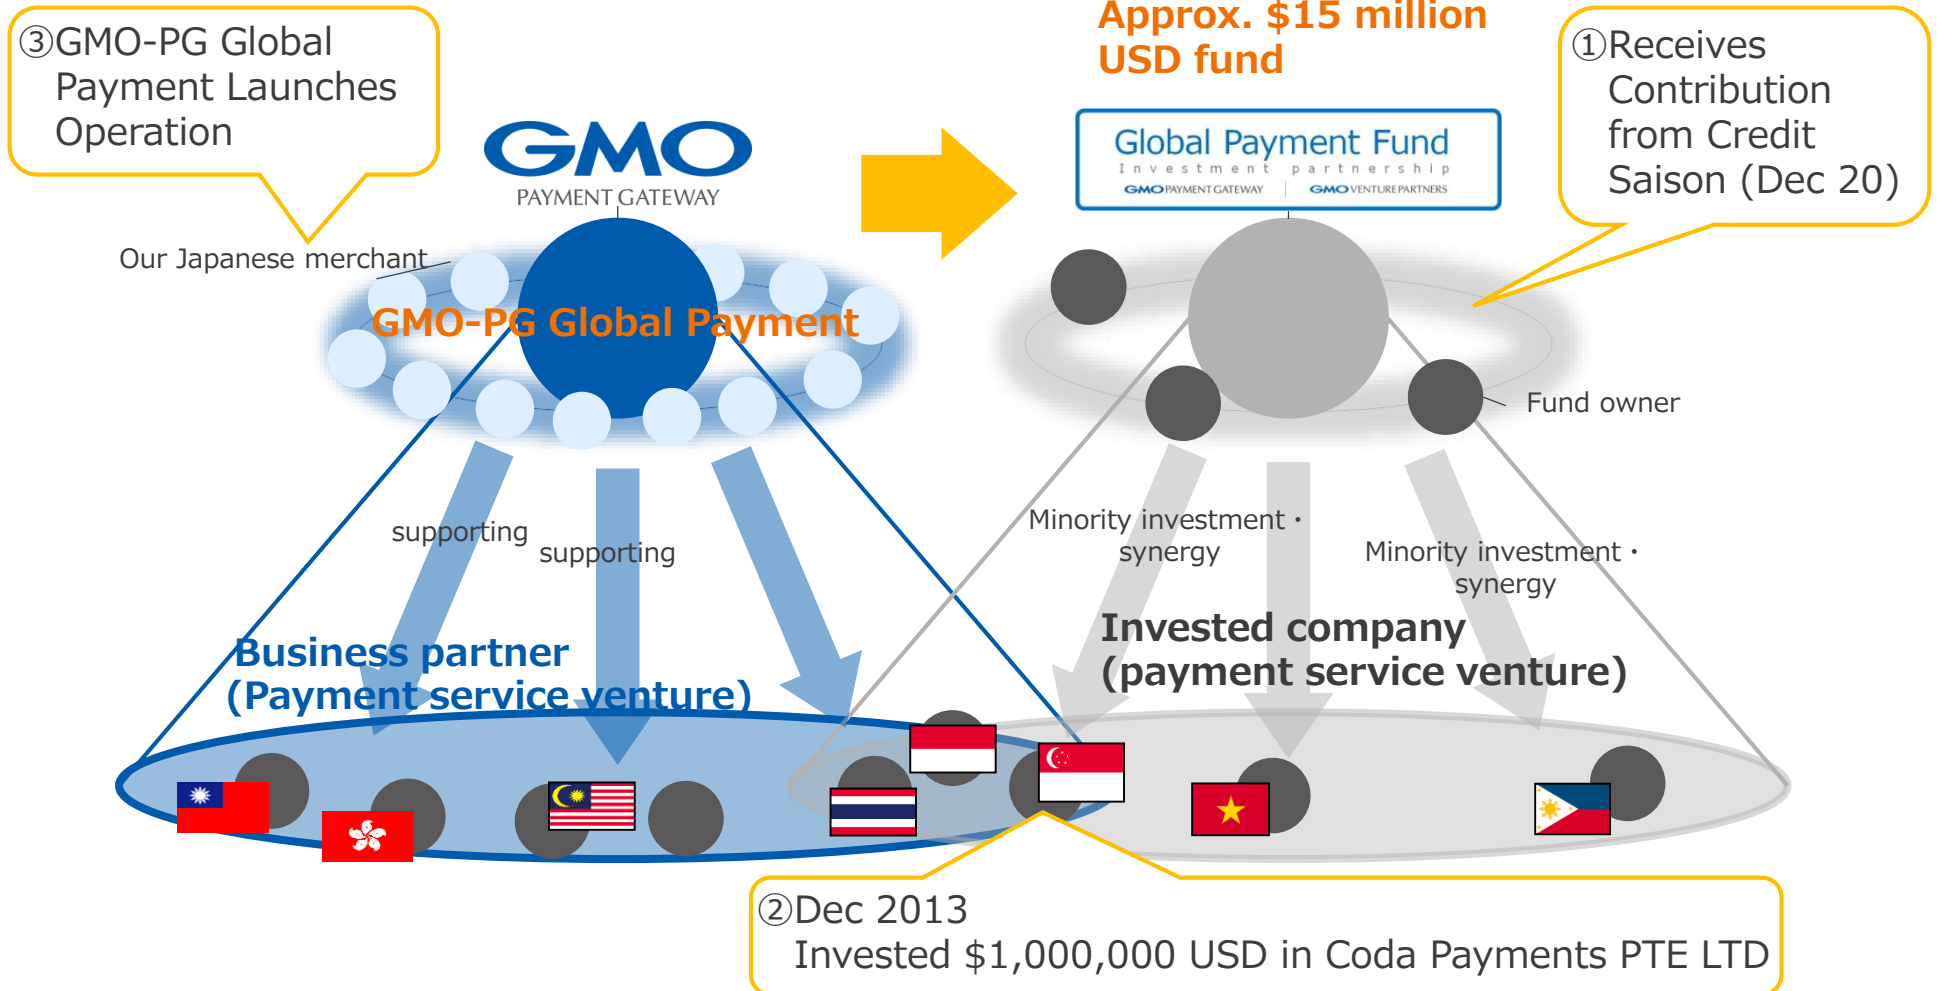 ③GMO-PG Global
Payment Launches
Operation
Approx. $15 million
USD fund
①Receives
Contribution
from Credit
Saison (Dec 20)
GMO
PAYMENT GATEWAY
Global Payment Fund
Investment partnership
GMO PAYMENT GATEWAY
GMO VENTURE PARTNERS
Our Japanese merchant
GMO-PG Global Payment
Fund owner
supporting
supporting
Minority investment・
synergy
Minority investment・
synergy
Business partner
(Payment service venture)
Invested company
(payment service venture)
②Dec 2013
Invested $1,000,000 USD in Coda Payments PTE LTD